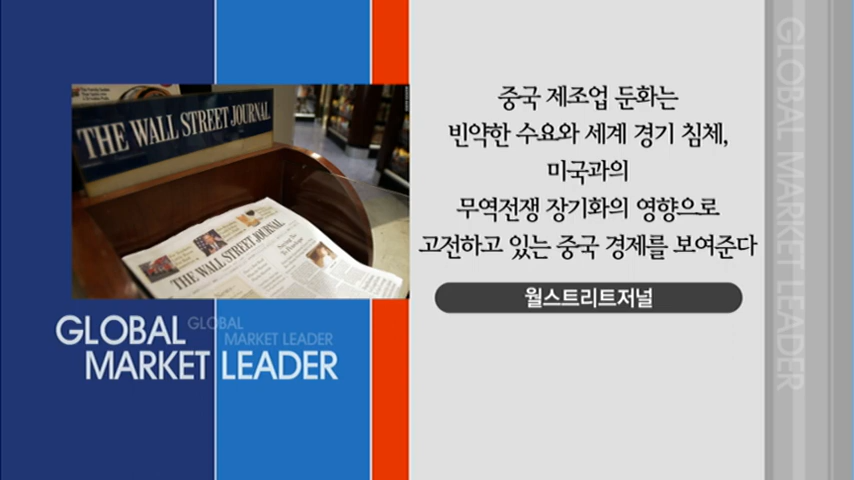 중국 제조업 둔화는
빈약한 수요와 세계 경기 침체,
미국과의
무역전쟁 장기화의 영향으로
고전하고 있는 중국 경제를 보여준다
월스트리트저널
THE WALL STREET JOURNAL
THE WALL STREET JOURNAL
GLOBAL
MARKET LEADER
GLOBAL
MARKET LEADER
GLOBAL MARKET LEADER